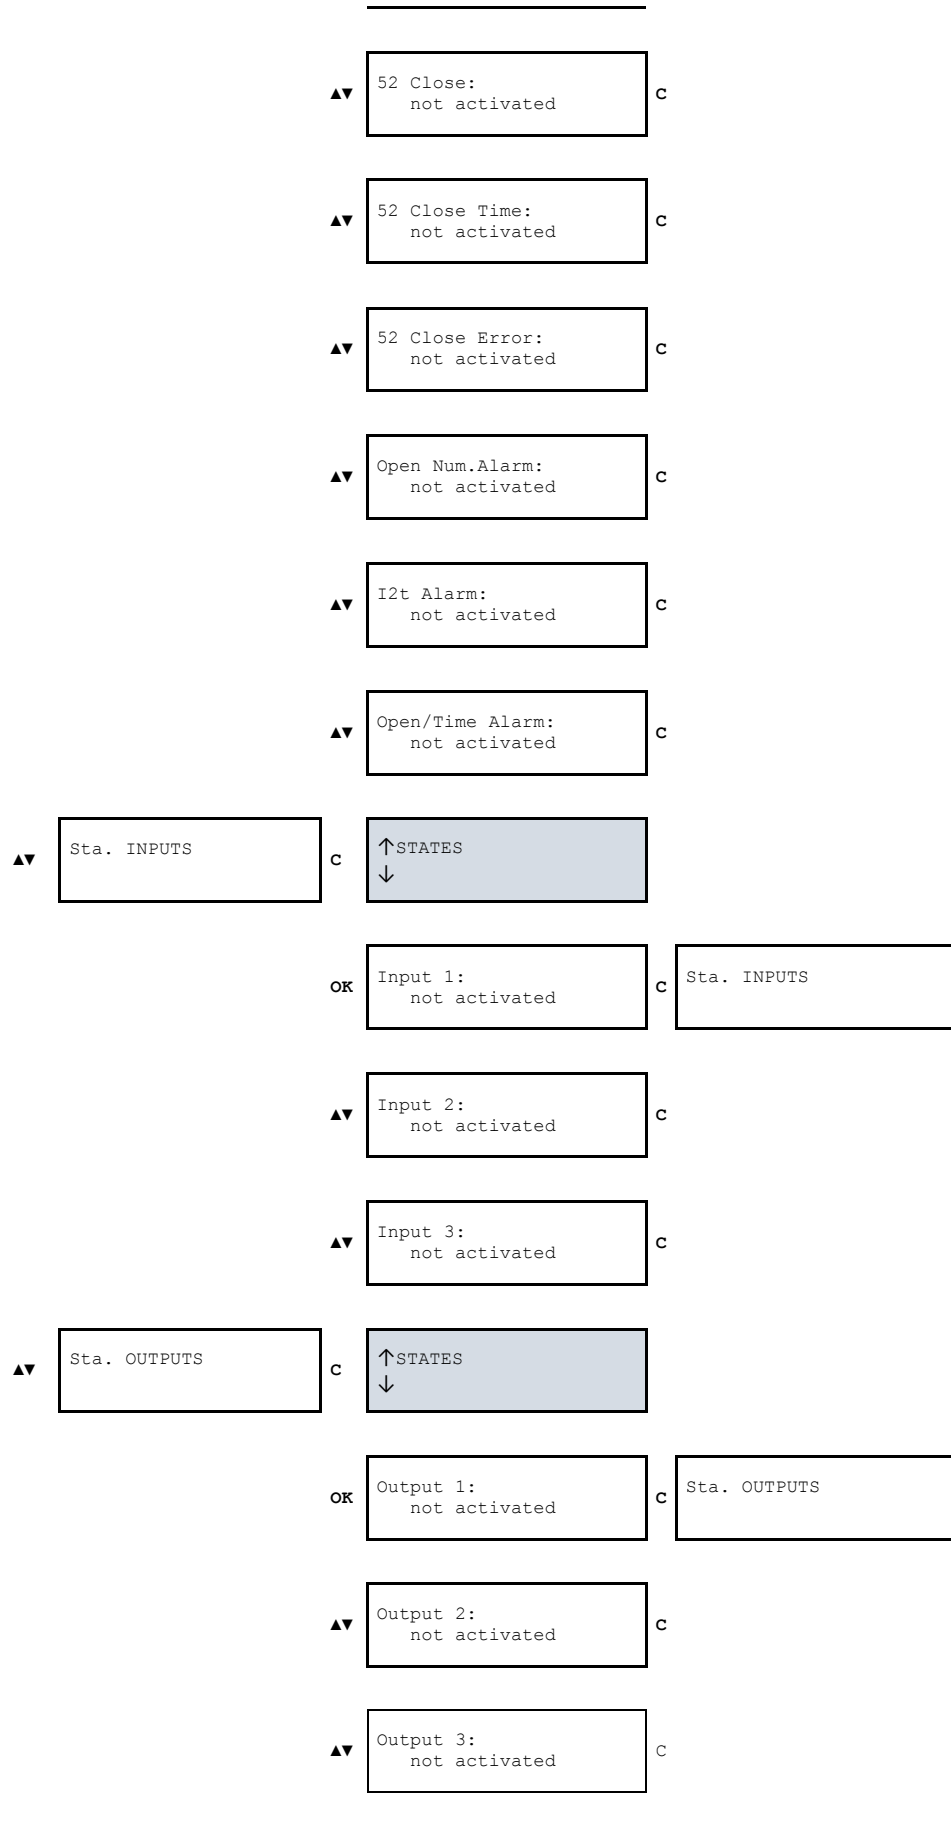 52 Close:
▲▼ C
not activated
52 Close Time:
▲▼ C
not activated
52 Close Error:
▲▼ C
not activated
Open Num.Alarm:
▲▼ C
not activated
I2t Alarm:
▲▼ C
not activated
Open/Time Alarm:
▲▼ C
not activated
Sta. INPUTS ↑STATES
▲▼ C
↓
Input 1: Sta. INPUTS
OK C
not activated
Input 2:
▲▼ C
not activated
Input 3:
▲▼ C
not activated
Sta. OUTPUTS ↑STATES
▲▼ C
↓
Output 1: Sta. OUTPUTS
OK C
not activated
Output 2:
▲▼ C
not activated
Output 3:
▲▼ C
not activated